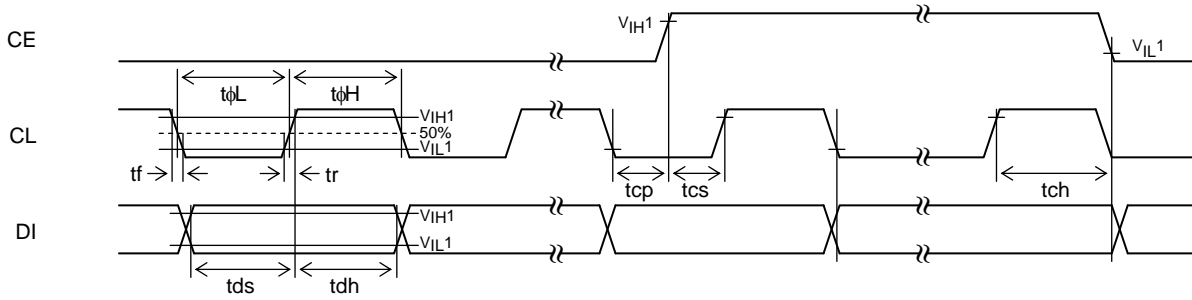 CE
VIH1
VIL1
tϕL
tϕH
CL
VIH1
50%
VIL1
tf
tr
tcp
tcs
tch
DI
VIH1
VIL1
tds
tdh